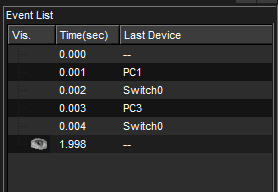 Event List
Vis. Time(sec) Last Device
0.000 --
0.001 PC1
0.002 Switch0
0.003 PC3
0.004 Switch0
1.998 --